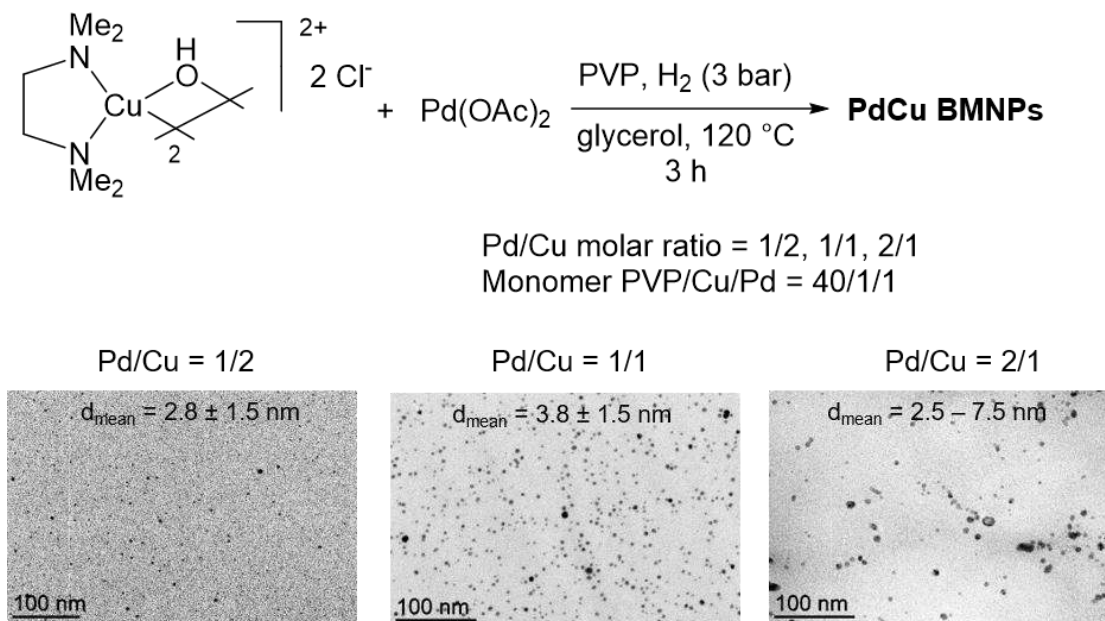 Me₂
N
Cu
H
O
2
N
Me₂
2+
2 Cl⁻
+
Pd(OAc)₂
PVP, H₂ (3 bar)
glycerol, 120 °C
3 h
PdCu BMNPs
Pd/Cu molar ratio = 1/2, 1/1, 2/1
Monomer PVP/Cu/Pd = 40/1/1
Pd/Cu = 1/2
Pd/Cu = 1/1
Pd/Cu = 2/1
dmean = 2.8 ± 1.5 nm
dmean = 3.8 ± 1.5 nm
dmean = 2.5 – 7.5 nm
100 nm
100 nm
100 nm